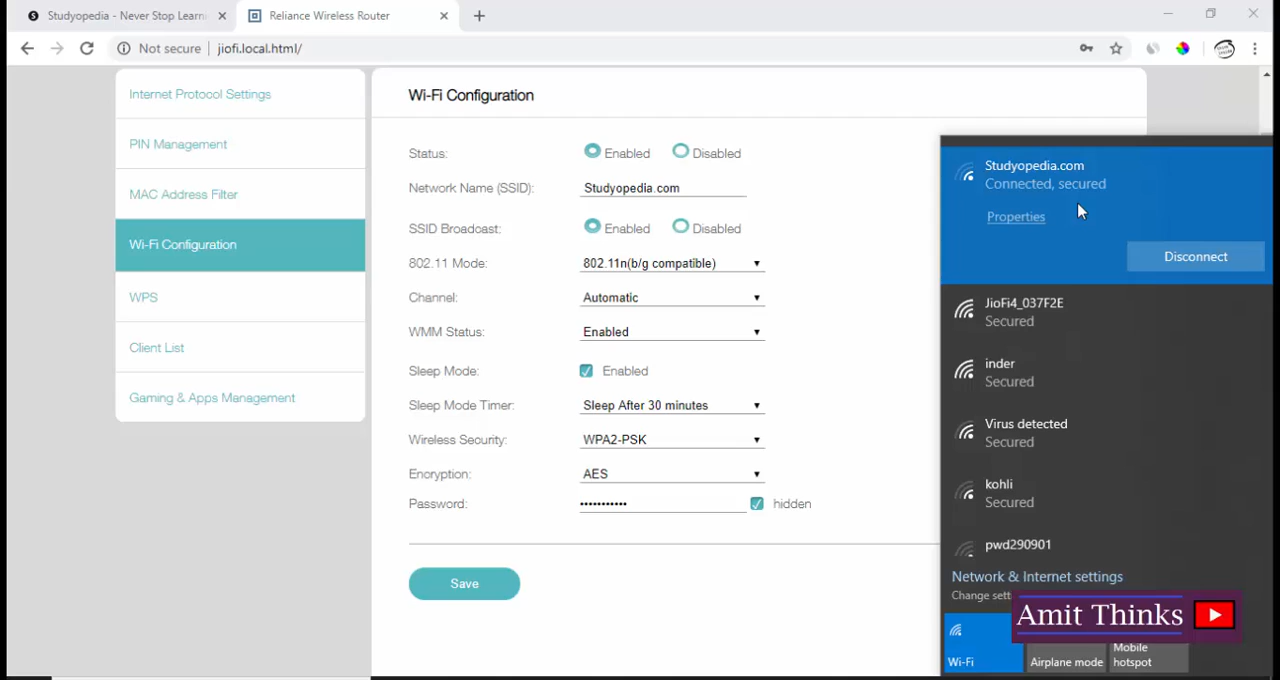 Studyopedia - Never Stop Learni
Reliance Wireless Router
Not secure
jiofi.local.html/
Internet Protocol Settings
PIN Management
MAC Address Filter
Wi-Fi Configuration
WPS
Client List
Gaming & Apps Management
Wi-Fi Configuration
Status: Enabled Disabled
Network Name (SSID): Studyopedia.com
SSID Broadcast: Enabled Disabled
802.11 Mode: 802.11n(b/g compatible)
Channel: Automatic
WMM Status: Enabled
Sleep Mode: Enabled
Sleep Mode Timer: Sleep After 30 minutes
Wireless Security: WPA2-PSK
Encryption: AES
Password: ••••••••••• hidden
Save
Studyopedia.com
Connected, secured
Properties
Disconnect
JioFi4_037F2E
Secured
inder
Secured
Virus detected
Secured
kohli
Secured
pwd290901
Network & Internet settings
Change sett
Amit Thinks
Wi-Fi
Airplane mode
Mobile
hotspot